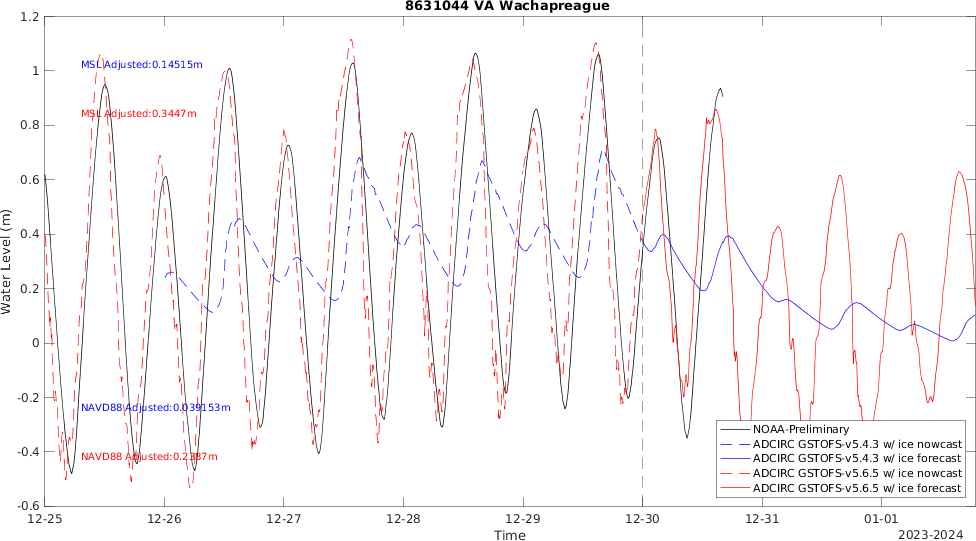 8631044 VA Wachapreague
1.2
1
0.8
0.6
0.4
0.2
0
-0.2
-0.4
-0.6
Water Level (m)
MSL Adjusted:0.14515m
MSL Adjusted:0.3447m
NAVD88 Adjusted:0.039153m
NAVD88 Adjusted:0.2387m
NOAA-Preliminary
ADCIRC GSTOFS-v5.4.3 w/ ice nowcast
ADCIRC GSTOFS-v5.4.3 w/ ice forecast
ADCIRC GSTOFS-v5.6.5 w/ ice nowcast
ADCIRC GSTOFS-v5.6.5 w/ ice forecast
12-25 12-26 12-27 12-28 12-29 12-30 12-31 01-01
Time
2023-2024